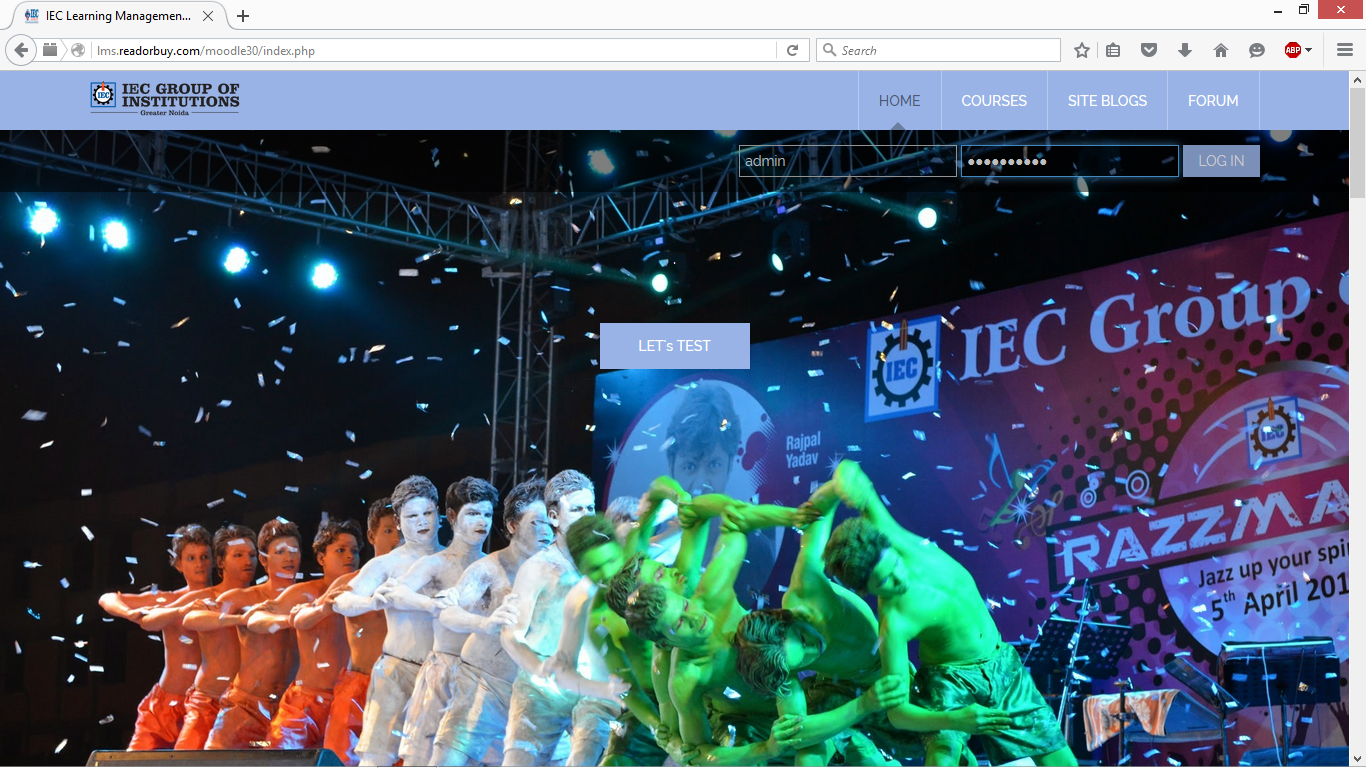 IEC Learning Managemen...
lms.readorbuy.com/moodle30/index.php
Search
ABP
IEC GROUP OF
INSTITUTIONS
Greater Noida
HOME
COURSES
SITE BLOGS
FORUM
admin
LOG IN
LET's TEST
IEC
IEC Group
Rajpal
Yadav
IEC
RAZZMA
Jazz up your spi
5th April 201